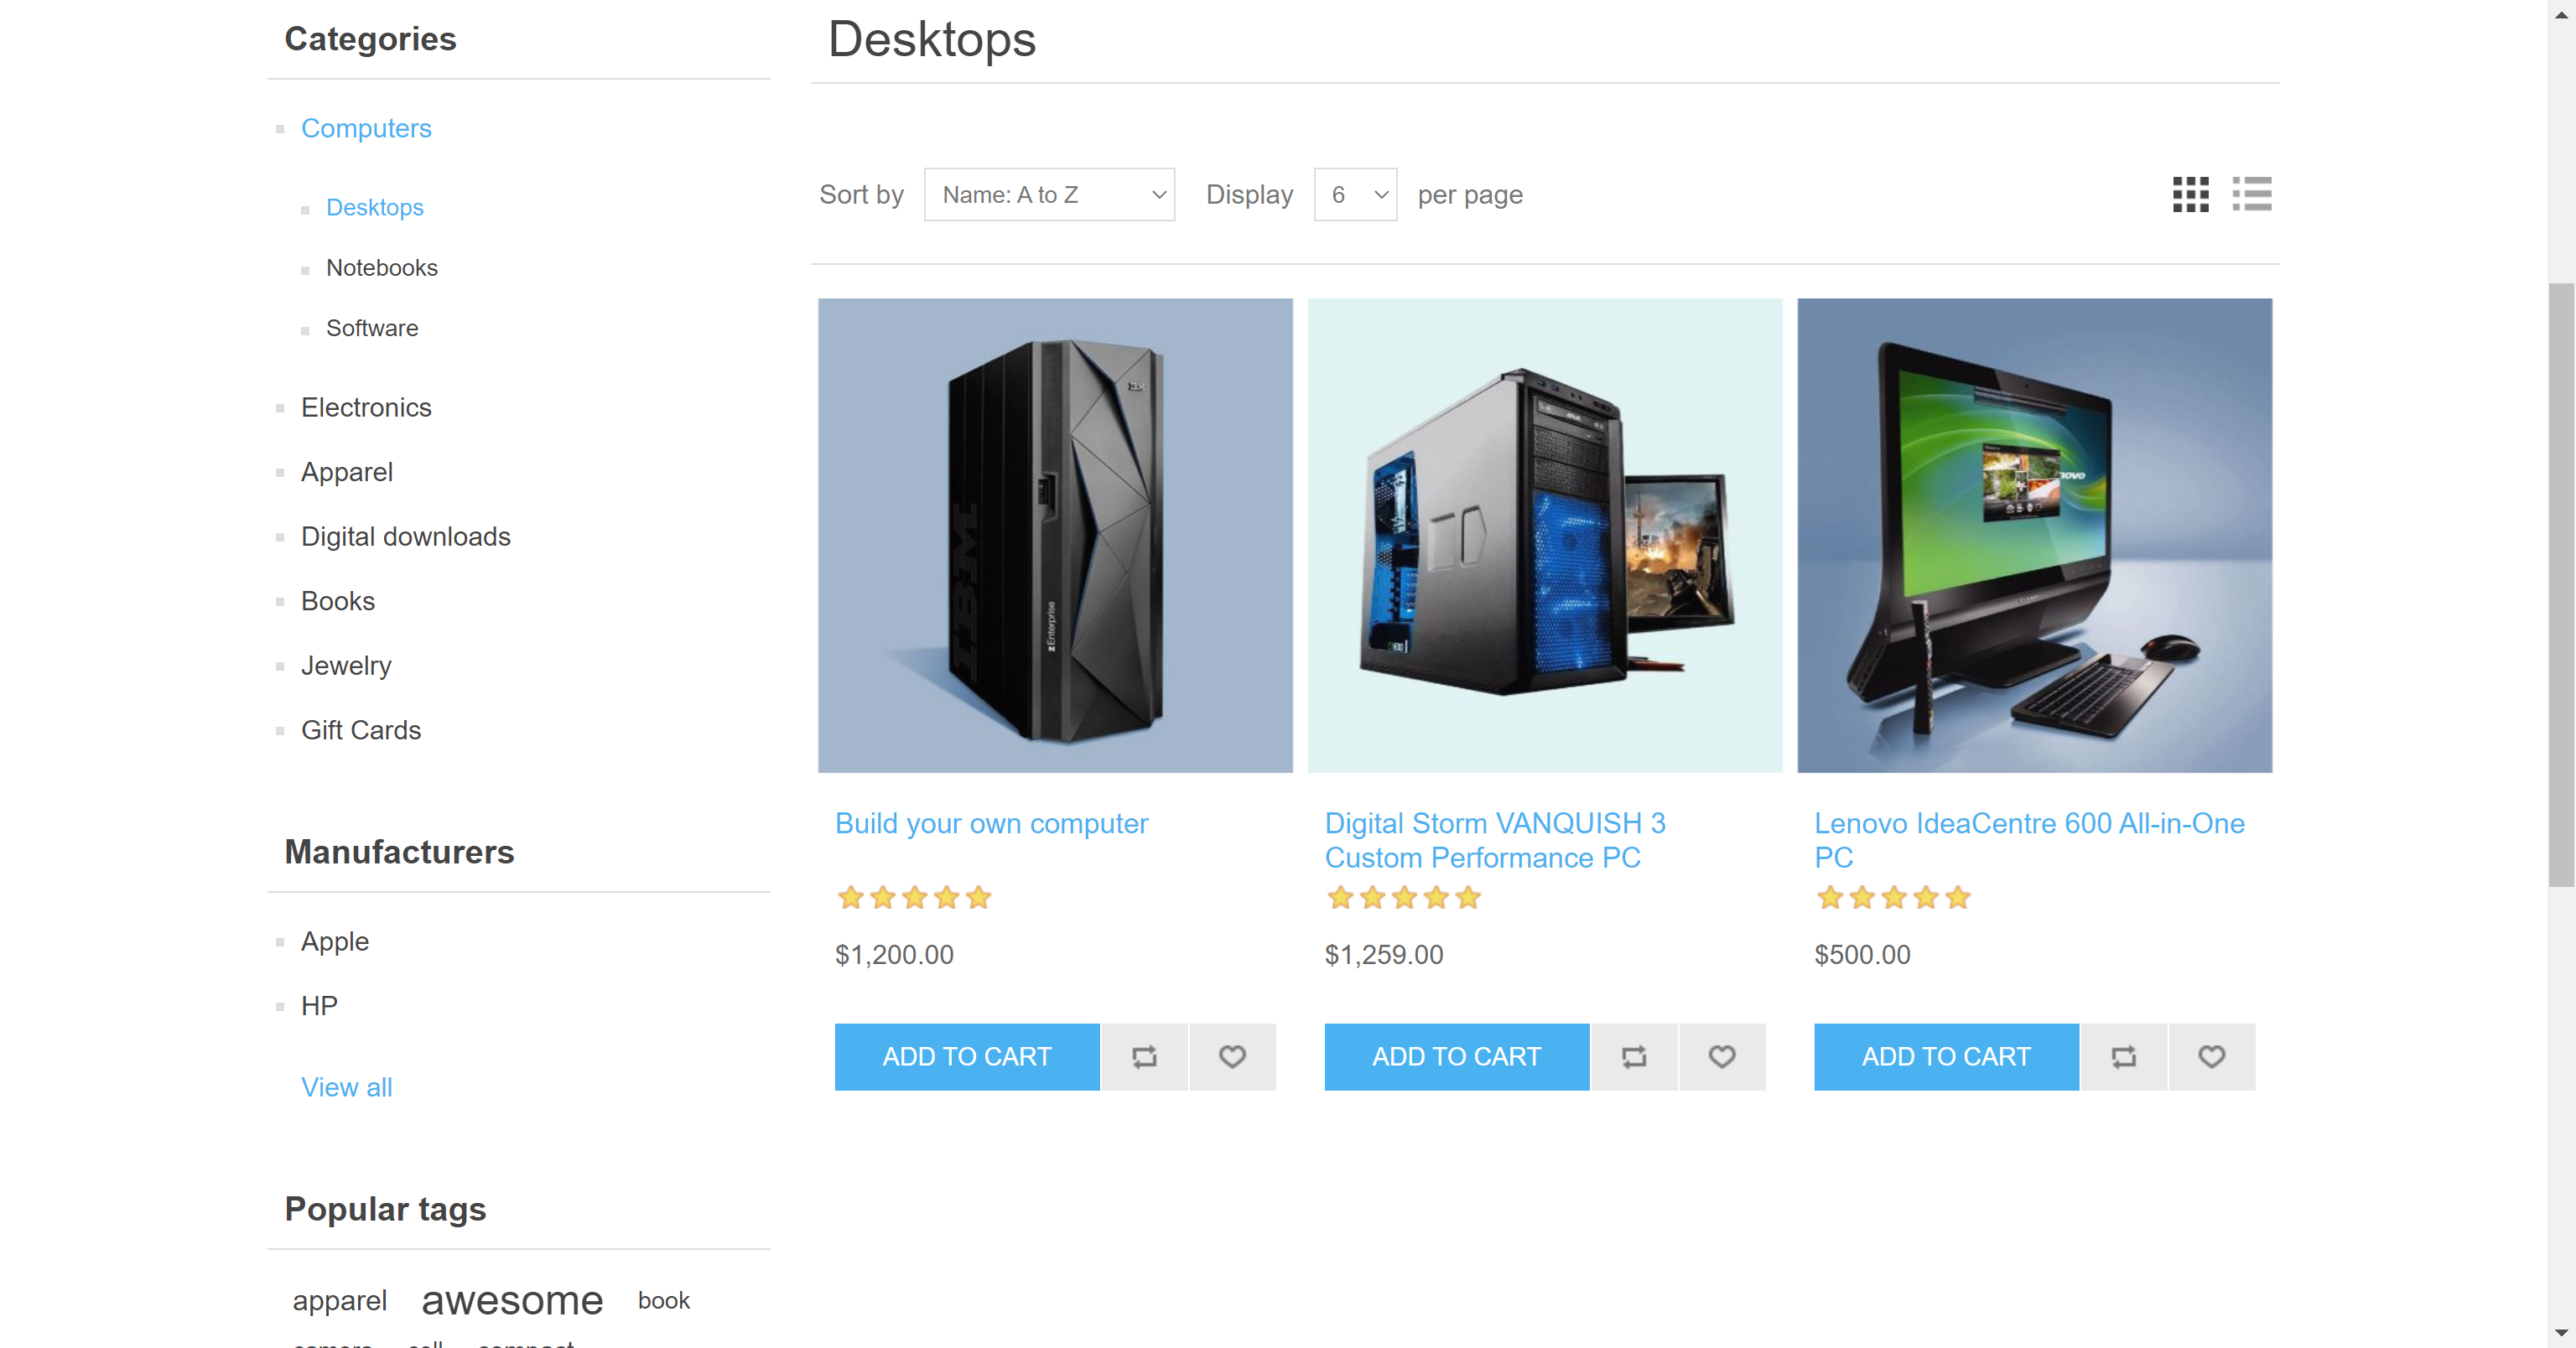 Categories
Computers
Desktops
Notebooks
Software
Electronics
Apparel
Digital downloads
Books
Jewelry
Gift Cards
Manufacturers
Apple
HP
View all
Popular tags
apparel awesome book
Desktops
Sort by Name: A to Z Display 6 per page
IBM
zEnterprise
Build your own computer
$1,200.00
ADD TO CART
Digital Storm VANQUISH 3
Custom Performance PC
$1,259.00
ADD TO CART
Lenovo IdeaCentre 600 All-in-One
PC
$500.00
ADD TO CART